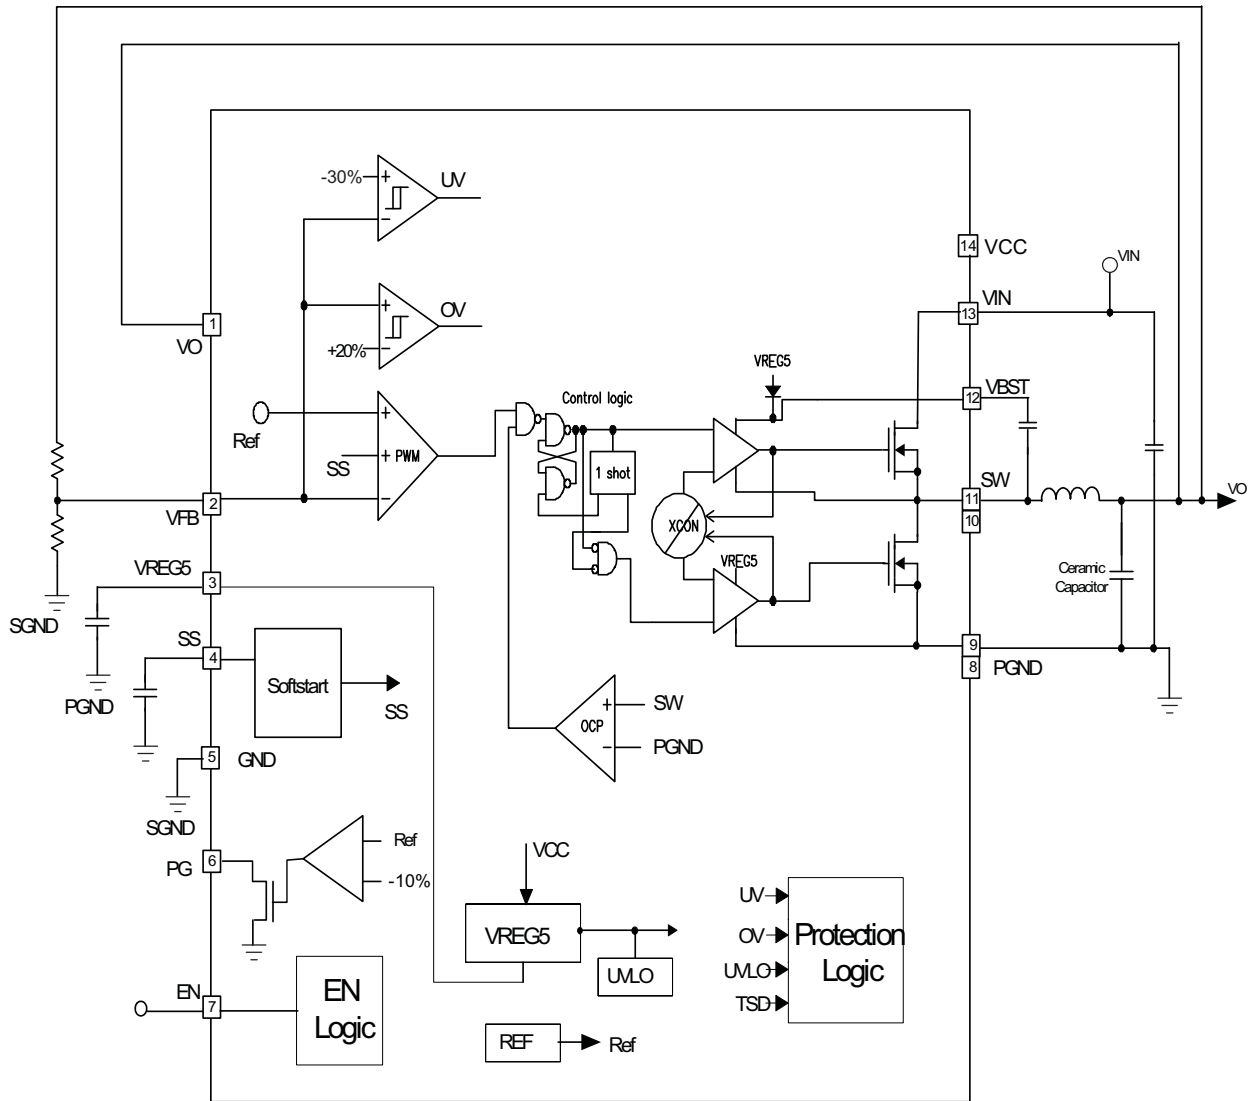 -30%
+
UV
-
14
VCC
VIN
+
OV
-
+20%
VIN
13
1
VO
VREG5
VBST
12
Control logic
+
Ref
SS
+
PWM
-
1 shot
SW
11
10
VO
2
VFB
XCON
VREG5
VREG5
3
Ceramic
Capacitor
SGND
SS
4
Softstart
SS
9
8
PGND
PGND
+
SW
OCP
-
PGND
5
GND
SGND
6
PG
Ref
-10%
VCC
VREG5
UVLO
UV
OV
UVLO
TSD
Protection
Logic
EN
7
EN
Logic
REF
Ref